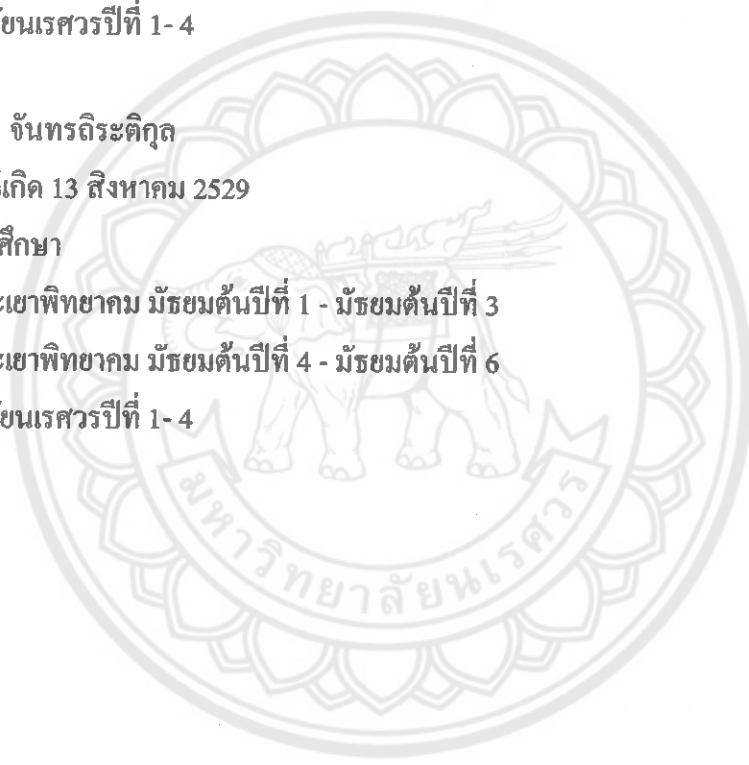 ัยนเรศวรปีที่ 1- 4
จันทรถิระติกุล
เกิด 13 สิงหาคม 2529
ศึกษา
ะเยาพิทยาคม มัธยมต้นปีที่ 1 - มัธยมต้นปีที่ 3
ะเยาพิทยาคม มัธยมต้นปีที่ 4 - มัธยมต้นปีที่ 6
ัยนเรศวรปีที่ 1- 4
มหาวิทยาลัยนเรศวร